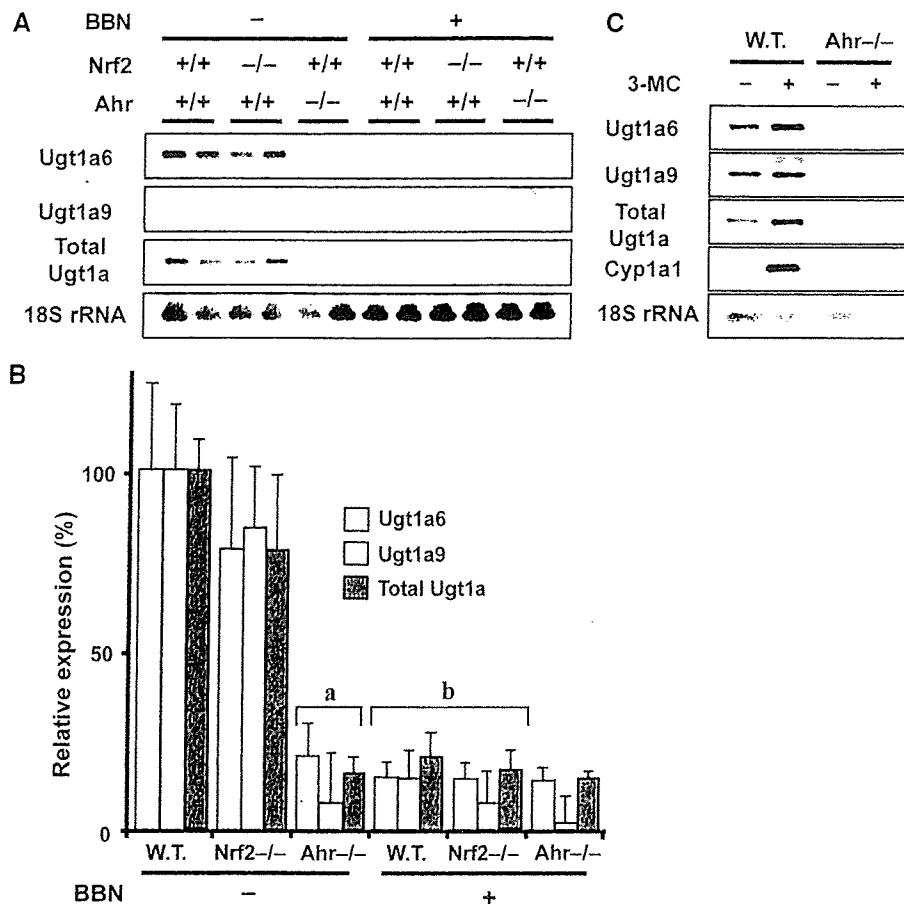 A
BBN − +
Nrf2 +/+ −/− +/+ +/+ −/− +/+
Ahr +/+ +/+ −/− +/+ +/+ −/−
Ugt1a6
Ugt1a9
Total
Ugt1a
18S rRNA
C
W.T. Ahr−/−
3-MC − + − +
Ugt1a6
Ugt1a9
Total
Ugt1a
Cyp1a1
18S rRNA
B
Relative expression (%)
100
50
0
Ugt1a6
Ugt1a9
Total Ugt1a
a b
W.T. Nrf2−/− Ahr−/− W.T. Nrf2−/− Ahr−/−
BBN − +